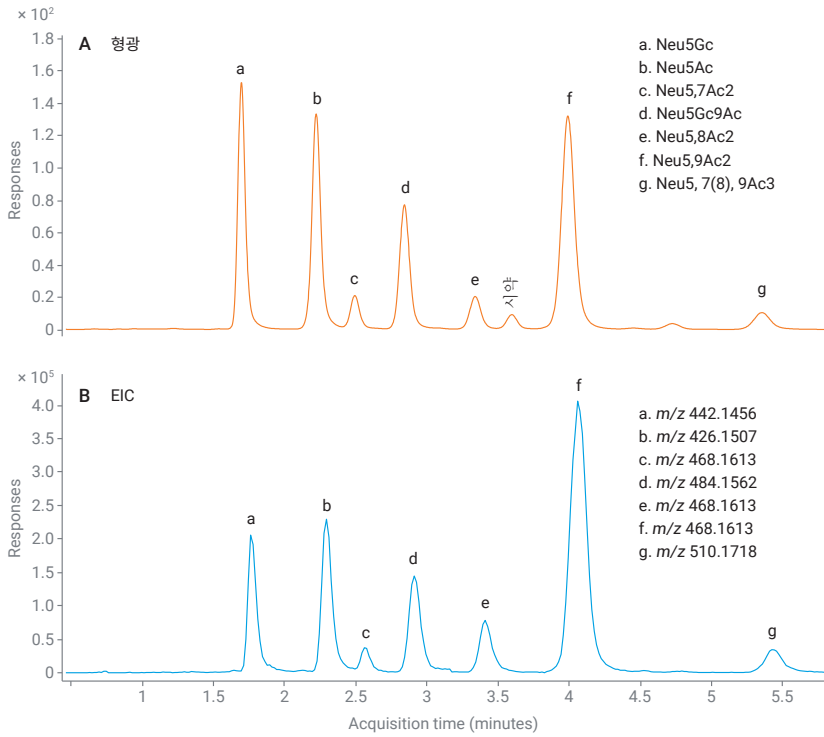 × 10²
A 형광
Responses
1.8
1.6
1.4
1.2
1.0
0.8
0.6
0.4
0.2
0
a
b
c
d
e
시약
f
g
a. Neu5Gc
b. Neu5Ac
c. Neu5,7Ac2
d. Neu5Gc9Ac
e. Neu5,8Ac2
f. Neu5,9Ac2
g. Neu5, 7(8), 9Ac3
× 10⁵
B EIC
Responses
4.0
3.5
3.0
2.5
2.0
1.5
1.0
0.5
0
a
b
c
d
e
f
g
a. m/z 442.1456
b. m/z 426.1507
c. m/z 468.1613
d. m/z 484.1562
e. m/z 468.1613
f. m/z 468.1613
g. m/z 510.1718
1 1.5 2 2.5 3 3.5 4 4.5 5 5.5
Acquisition time (minutes)